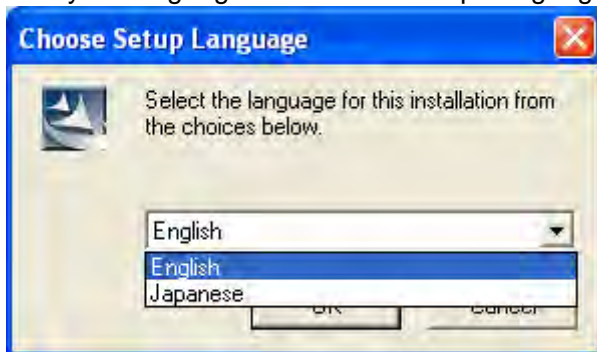 Choose Setup Language
Select the language for this installation from
the choices below.
English
English
Japanese